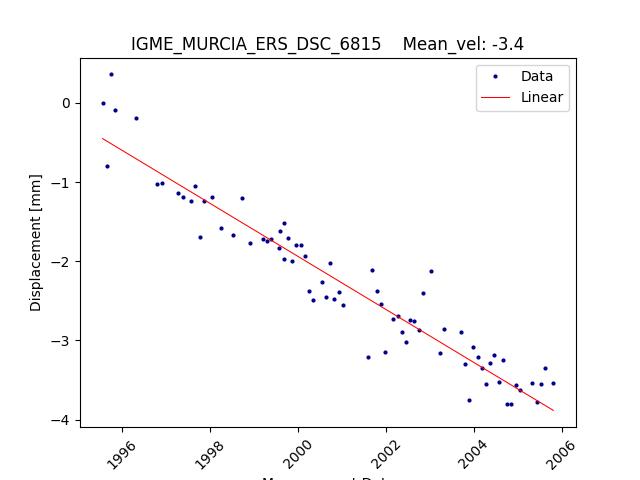 IGME_MURCIA_ERS_DSC_6815    Mean_vel: -3.4
Data
Linear
0
−1
−2
−3
−4
Displacement [mm]
1996
1998
2000
2002
2004
2006